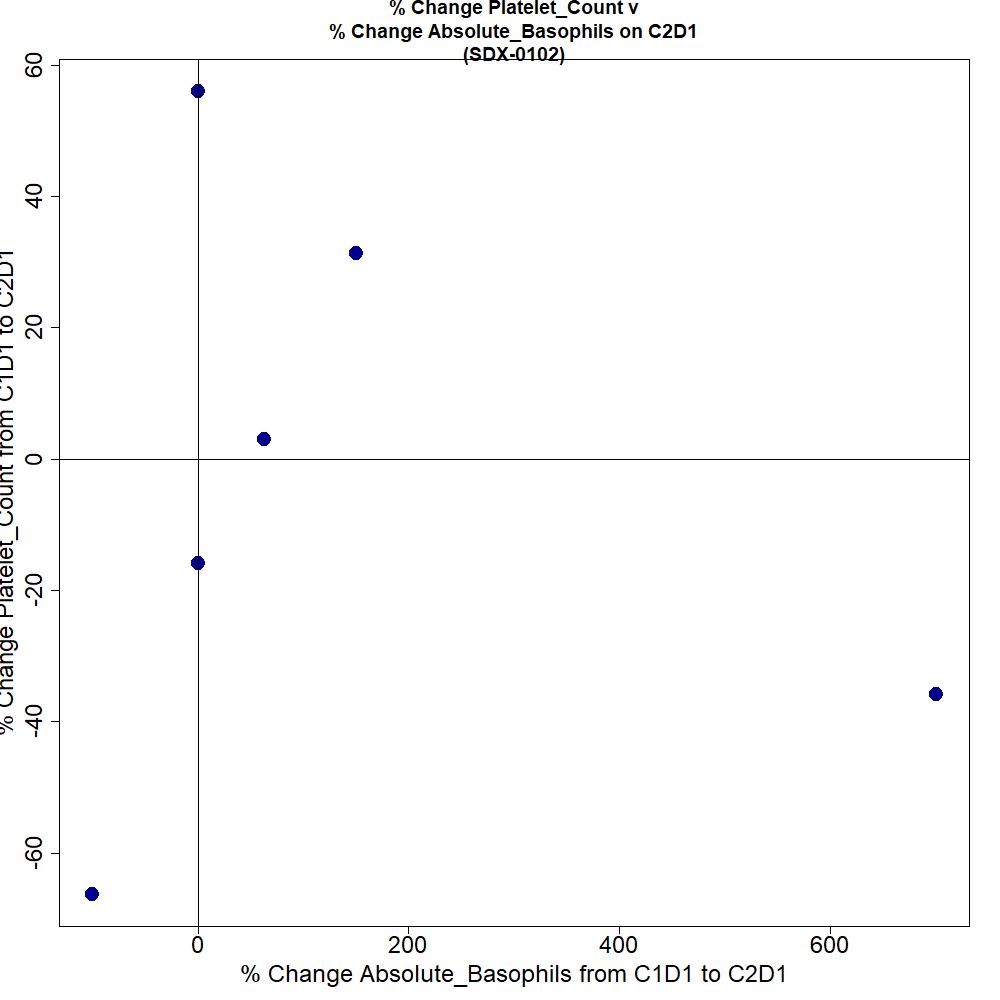 % Change Platelet_Count v
% Change Absolute_Basophils on C2D1
(SDX-0102)
% Change Platelet_Count from C1D1 to C2D1
60
40
20
0
-20
-40
-60
0
200
400
600
% Change Absolute_Basophils from C1D1 to C2D1